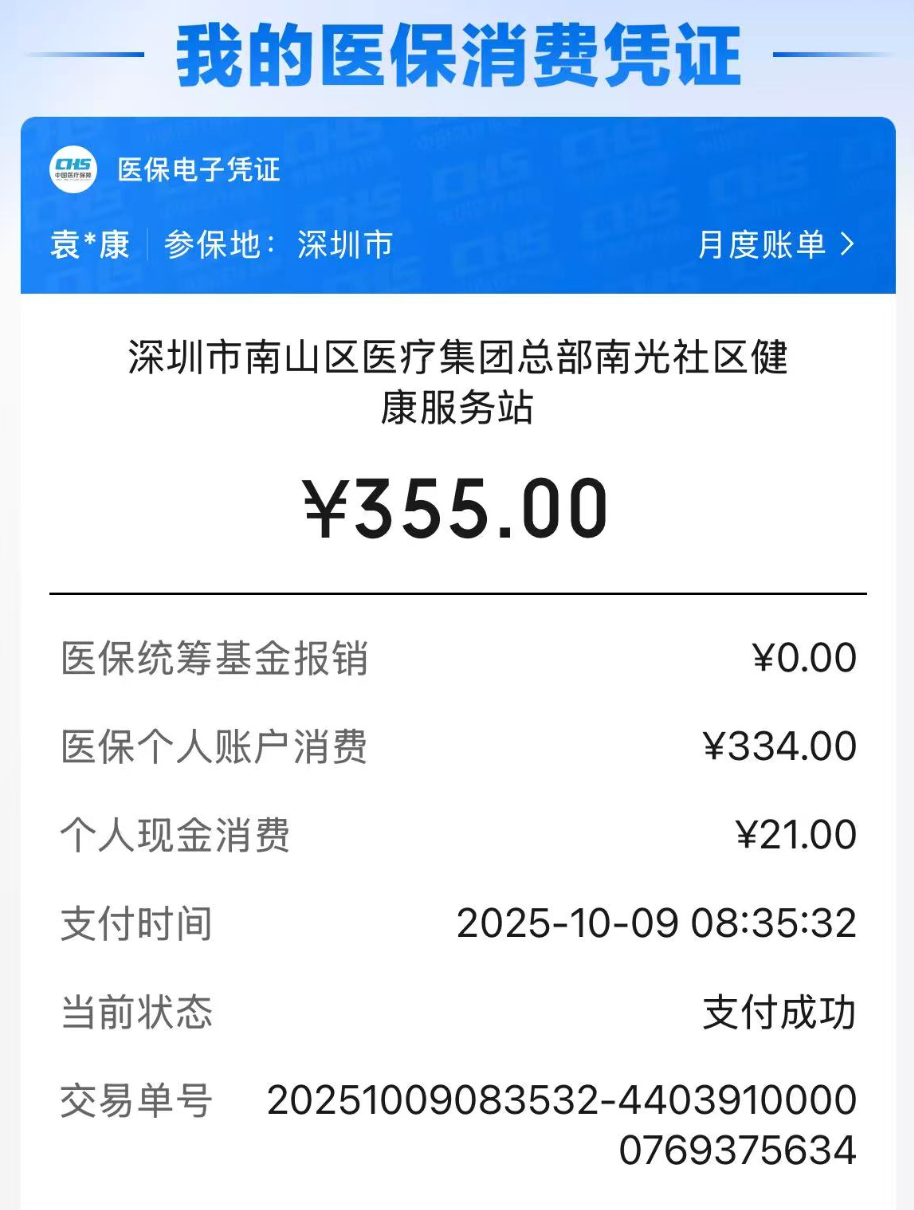 我的医保消费凭证
CHS
中国医疗保障
医保电子凭证
袁*康 参保地： 深圳市 月度账单 >
深圳市南山区医疗集团总部南光社区健
康服务站
¥355.00
医保统筹基金报销 ¥0.00
医保个人账户消费 ¥334.00
个人现金消费 ¥21.00
支付时间 2025-10-09 08:35:32
当前状态 支付成功
交易单号 20251009083532-4403910000
0769375634